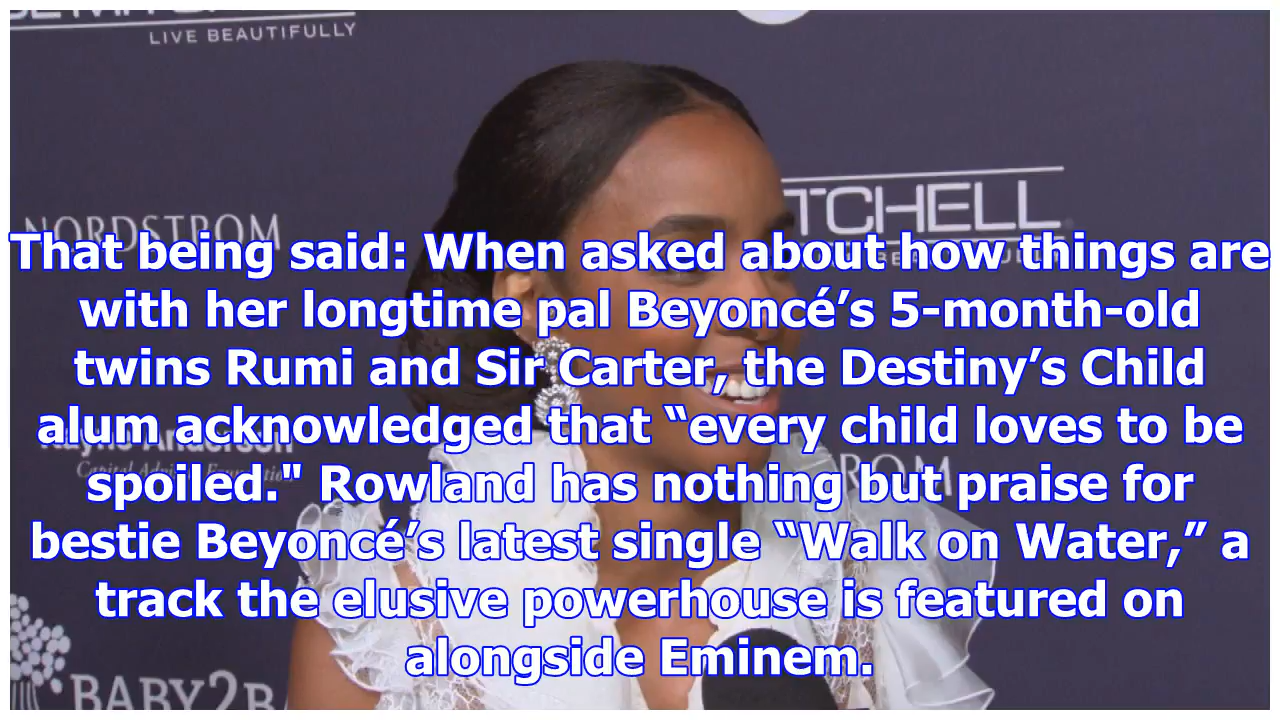 LIVE BEAUTIFULLY
NORDSTROM
TCHELL
That being said: When asked about how things are
with her longtime pal Beyoncé’s 5-month-old
twins Rumi and Sir Carter, the Destiny’s Child
alum acknowledged that “every child loves to be
spoiled." Rowland has nothing but praise for
bestie Beyoncé’s latest single “Walk on Water,” a
track the elusive powerhouse is featured on
alongside Eminem.
BABY2B